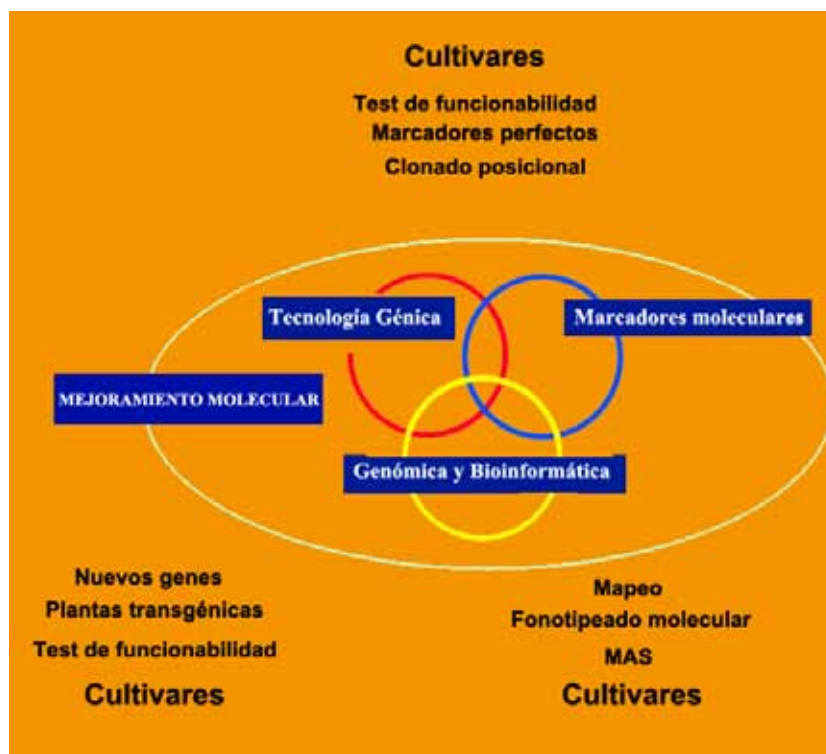 Cultivares
Test de funcionabilidad
Marcadores perfectos
Clonado posicional
Tecnología Génica
Marcadores moleculares
MEJORAMIENTO MOLECULAR
Genómica y Bioinformática
Nuevos genes
Plantas transgénicas
Test de funcionabilidad
Cultivares
Mapeo
Fonotipeado molecular
MAS
Cultivares